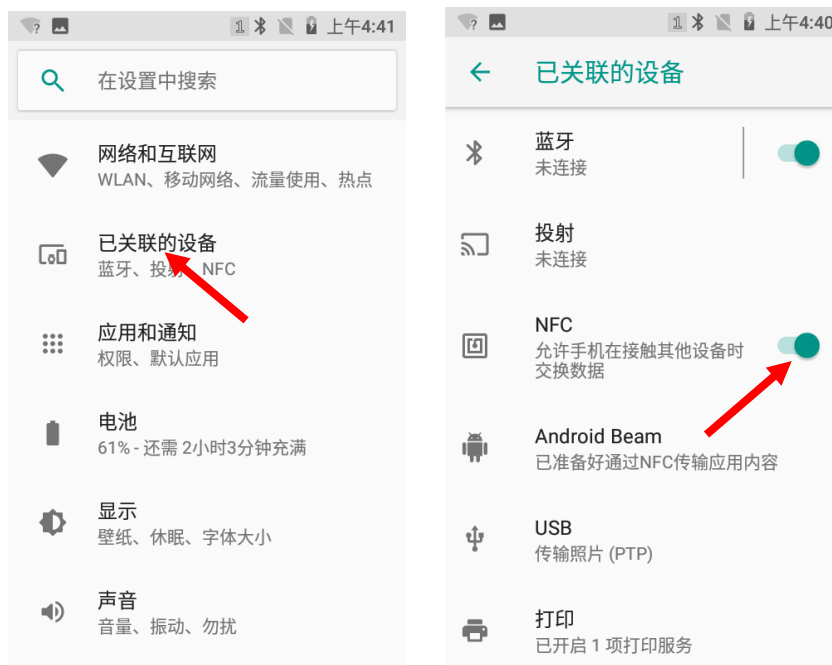 上午4:41
在设置中搜索
网络和互联网
WLAN、移动网络、流量使用、热点
已关联的设备
蓝牙、投射、NFC
应用和通知
权限、默认应用
电池
61% - 还需 2小时3分钟充满
显示
壁纸、休眠、字体大小
声音
音量、振动、勿扰
上午4:40
已关联的设备
蓝牙
未连接
投射
未连接
NFC
允许手机在接触其他设备时
交换数据
Android Beam
已准备好通过NFC传输应用内容
USB
传输照片 (PTP)
打印
已开启 1 项打印服务